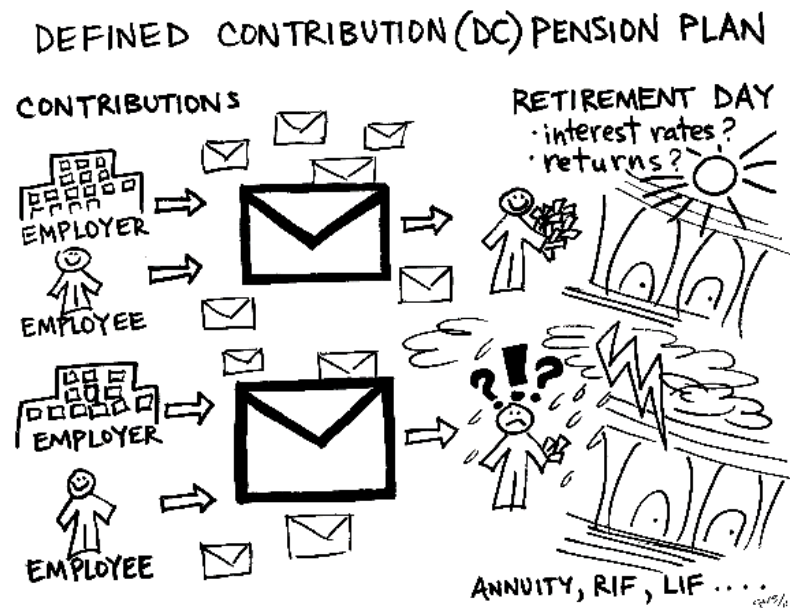 DEFINED CONTRIBUTION (DC) PENSION PLAN
CONTRIBUTIONS
EMPLOYER
EMPLOYEE
EMPLOYER
EMPLOYEE
RETIREMENT DAY
· interest rates?
· returns?
? ! ?
ANNUITY, RIF, LIF ....